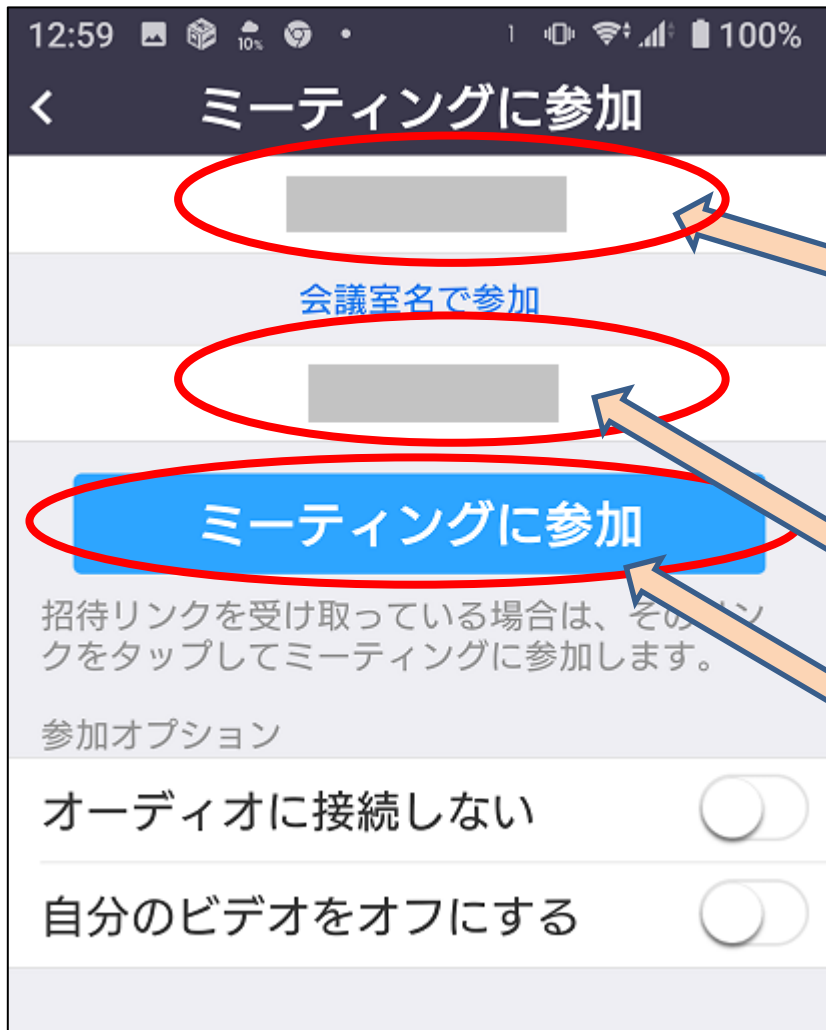 12:59 10% 1 100%
ミーティングに参加
会議室名で参加
ミーティングに参加
招待リンクを受け取っている場合は、そのリン
クをタップしてミーティングに参加します。
参加オプション
オーディオに接続しない
自分のビデオをオフにする